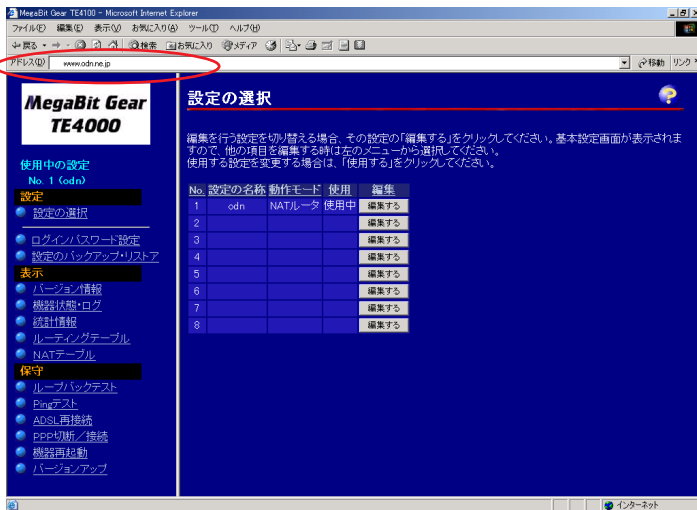 MegaBit Gear TE4100 - Microsoft Internet Explorer
ファイル(F) 編集(E) 表示(V) お気に入り(A) ツール(T) ヘルプ(H)
戻る 検索 お気に入り メディア
アドレス(D) www.odn.ne.jp 移動 リンク
MegaBit Gear
TE4000
使用中の設定
No. 1 (odn)
設定
設定の選択
ログインパスワード設定
設定のバックアップ・リストア
表示
バージョン情報
機器状態・ログ
統計情報
ルーティングテーブル
NATテーブル
保守
ループバックテスト
Pingテスト
ADSL再接続
PPP切断／接続
機器再起動
バージョンアップ
設定の選択
?
編集を行う設定を切り替える場合、その設定の「編集する」をクリックしてください。基本設定画面が表示されま
すので、他の項目を編集する時は左のメニューから選択してください。
使用する設定を変更する場合は、「使用する」をクリックしてください。
No. 設定の名称 動作モード 使用 編集
1 odn NATルータ 使用中 編集する
2 編集する
3 編集する
4 編集する
5 編集する
6 編集する
7 編集する
8 編集する
インターネット